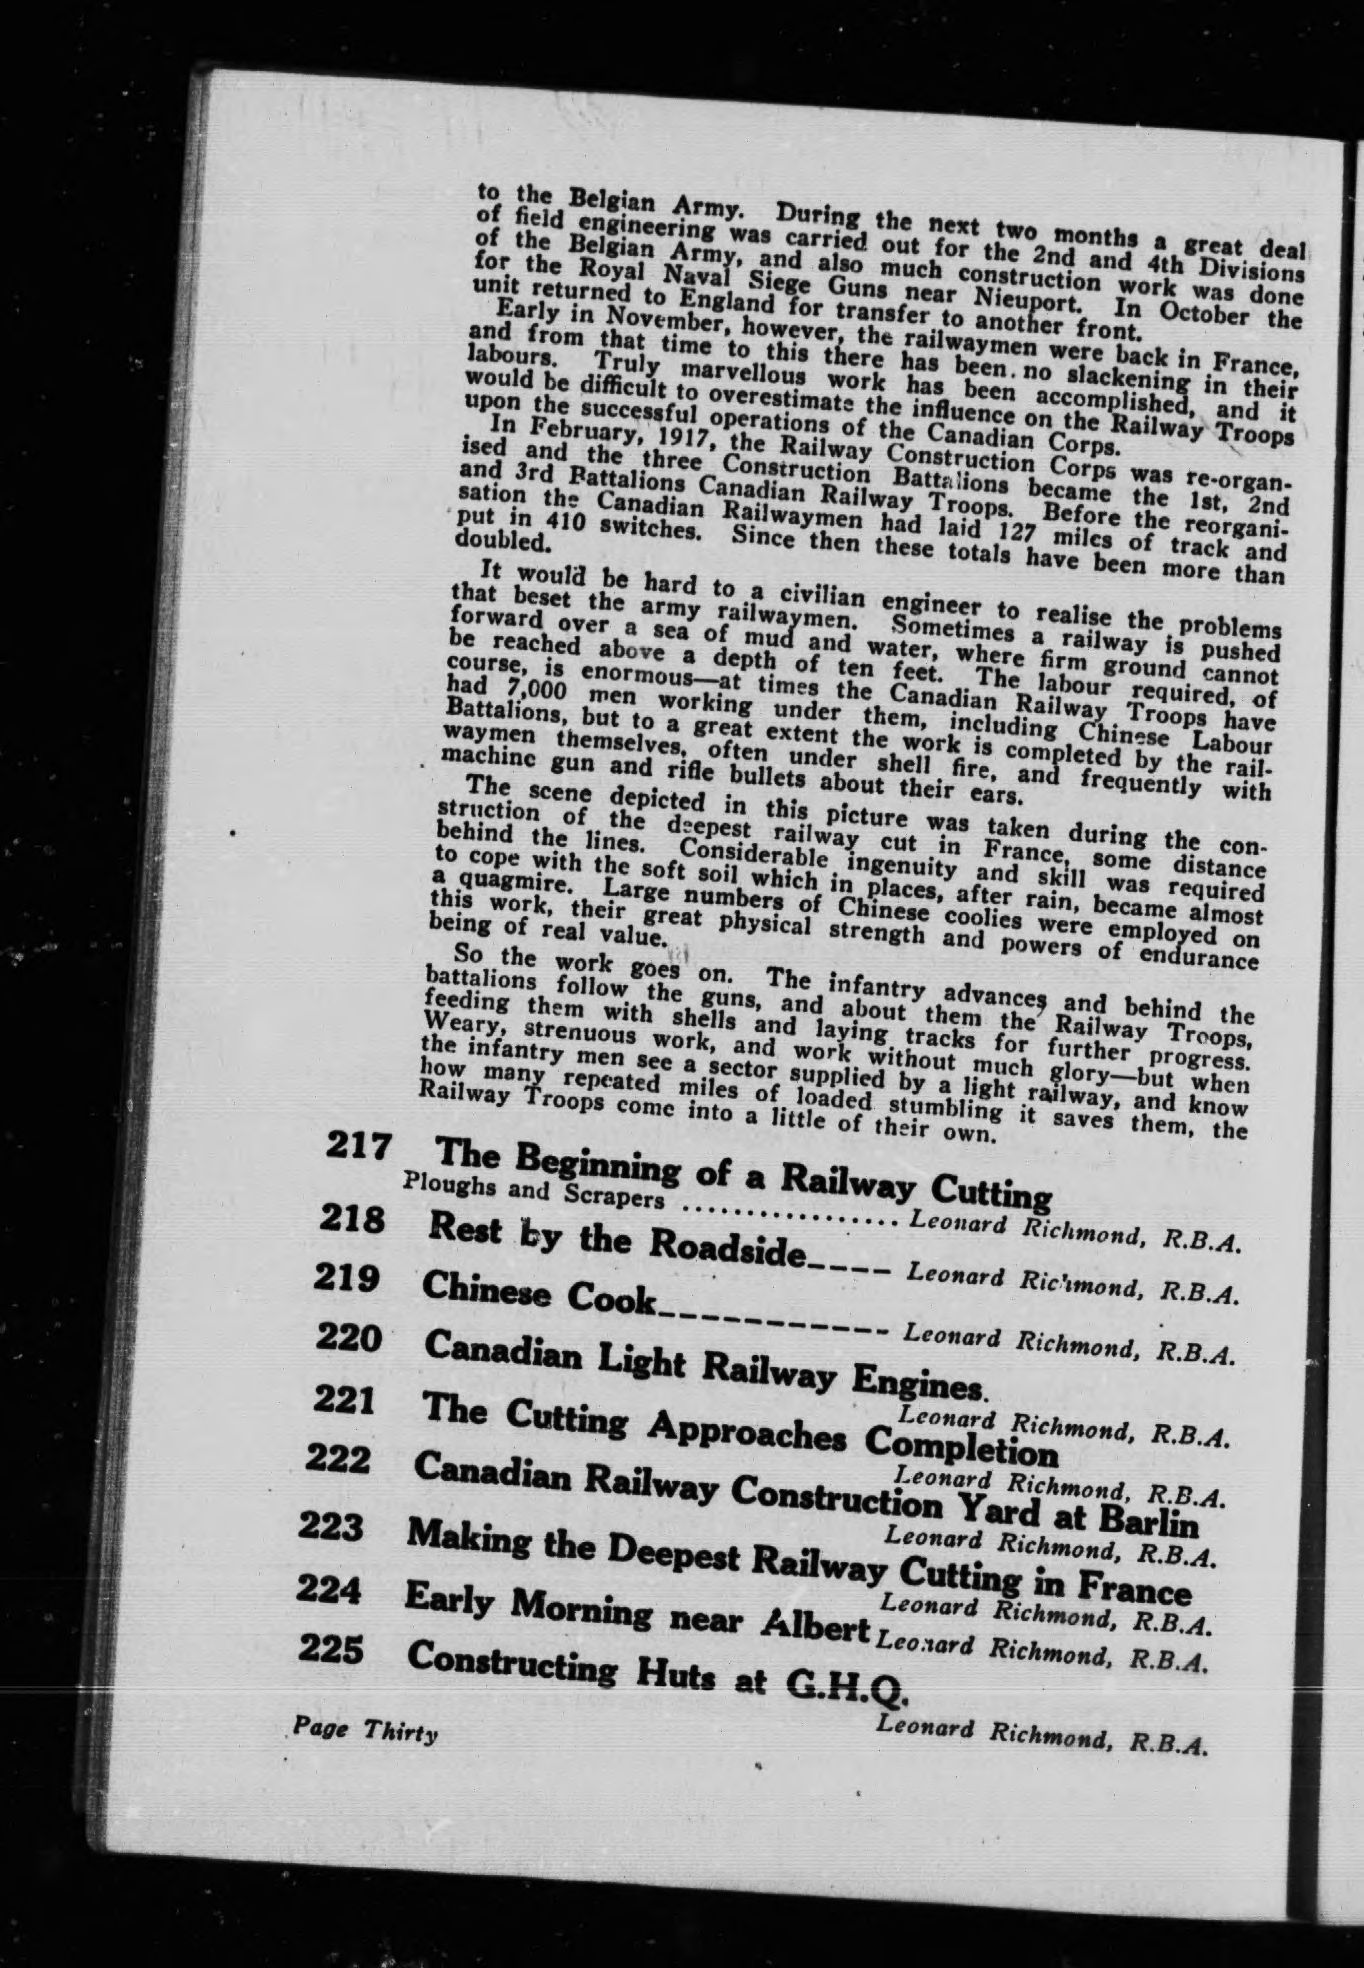 to the Belgian Army. During the next two months a great deal
of field engineering was carried out for the 2nd and 4th Divisions
of the Belgian Army, and also much construction work was done
for the Royal Naval Siege Guns near Nieuport. In October the
unit returned to England for transfer to another front.
Early in November, however, the railwaymen were back in France,
and from that time to this there has been no slackening in their
labours. Truly marvellous work has been accomplished, and it
would be difficult to overestimate the influence on the Railway Troops
upon the successful operations of the Canadian Corps.
In February, 1917, the Railway Construction Corps was re-organ-
ised and the three Construction Battalions became the 1st, 2nd
and 3rd Battalions Canadian Railway Troops. Before the reorgani-
sation the Canadian Railwaymen had laid 127 miles of track and
put in 410 switches. Since then these totals have been more than
doubled.
It would be hard to a civilian engineer to realise the problems
that beset the army railwaymen. Sometimes a railway is pushed
forward over a sea of mud and water, where firm ground cannot
be reached above a depth of ten feet. The labour required, of
course, is enormous—at times the Canadian Railway Troops have
had 7,000 men working under them, including Chinese Labour
Battalions, but to a great extent the work is completed by the rail-
waymen themselves, often under shell fire, and frequently with
machine gun and rifle bullets about their ears.
The scene depicted in this picture was taken during the con-
struction of the deepest railway cut in France, some distance
behind the lines. Considerable ingenuity and skill was required
to cope with the soft soil which in places, after rain, became almost
a quagmire. Large numbers of Chinese coolies were employed on
this work, their great physical strength and powers of endurance
being of real value.
So the work goes on. The infantry advances and behind the
battalions follow the guns, and about them the Railway Troops,
feeding them with shells and laying tracks for further progress.
Weary, strenuous work, and work without much glory—but when
the infantry men see a sector supplied by a light railway, and know
how many repeated miles of loaded stumbling it saves them, the
Railway Troops come into a little of their own.
217 The Beginning of a Railway Cutting
Ploughs and Scrapers ................. Leonard Richmond, R.B.A.
218 Rest by the Roadside____ Leonard Richmond, R.B.A.
219 Chinese Cook___________ Leonard Richmond, R.B.A.
220 Canadian Light Railway Engines.
Leonard Richmond, R.B.A.
221 The Cutting Approaches Completion
Leonard Richmond, R.B.A.
222 Canadian Railway Construction Yard at Barlin
Leonard Richmond, R.B.A.
223 Making the Deepest Railway Cutting in France
Leonard Richmond, R.B.A.
224 Early Morning near Albert Leonard Richmond, R.B.A.
225 Constructing Huts at G.H.Q.
Leonard Richmond, R.B.A.
Page Thirty